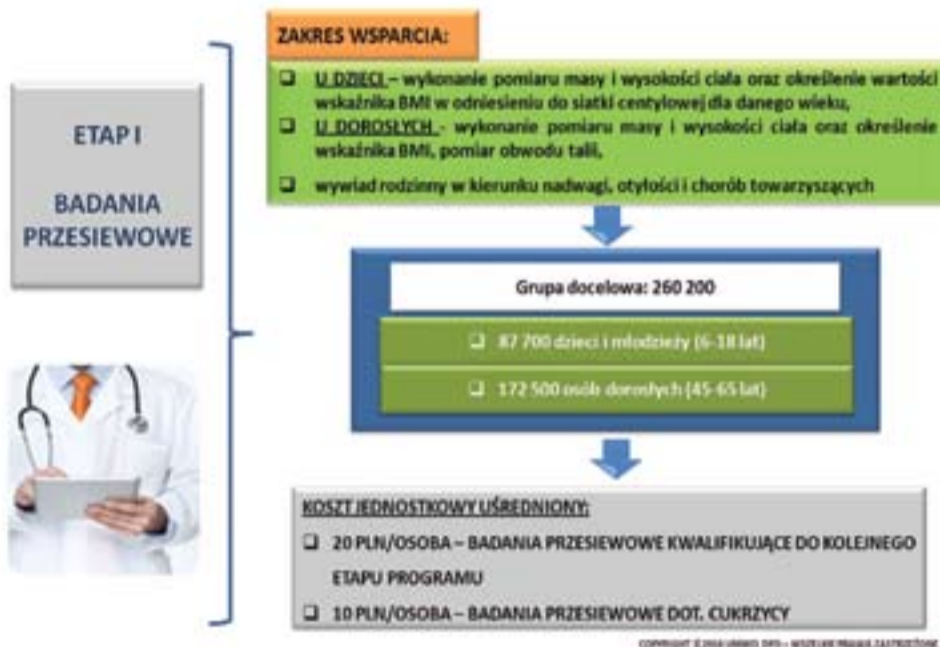 ETAP I
BADANIA
PRZESIEWOWE
ZAKRES WSPARCIA:
❑ U DZIECI – wykonanie pomiaru masy i wysokości ciała oraz określenie wartości
wskaźnika BMI w odniesieniu do siatki centylowej dla danego wieku,
❑ U DOROSŁYCH - wykonanie pomiaru masy i wysokości ciała oraz określenie
wskaźnika BMI, pomiar obwodu talii,
❑ wywiad rodzinny w kierunku nadwagi, otyłości i chorób towarzyszących
Grupa docelowa: 260 200
❑ 87 700 dzieci i młodzieży (6-18 lat)
❑ 172 500 osób dorosłych (45-65 lat)
KOSZT JEDNOSTKOWY UŚREDNIONY:
❑ 20 PLN/OSOBA – BADANIA PRZESIEWOWE KWALIFIKUJĄCE DO KOLEJNEGO
ETAPU PROGRAMU
❑ 10 PLN/OSOBA – BADANIA PRZESIEWOWE DOT. CUKRZYCY
COPYRIGHT © – WSZELKIE PRAWA ZASTRZEŻONE